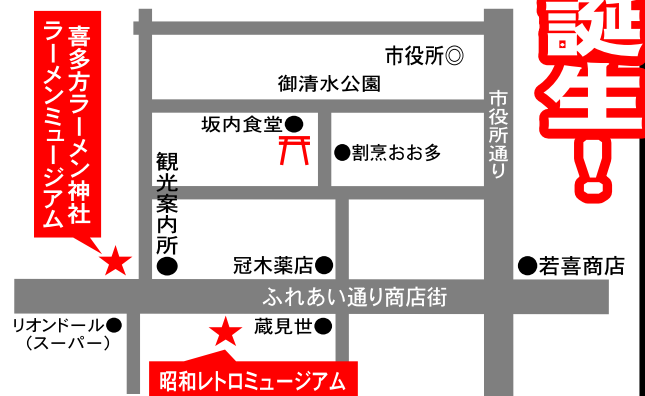 誕生!!
喜多方ラーメン神社
ラーメンミュージアム
市役所◎
御清水公園
坂内食堂●
●割烹おお多
市役所通り
観光案内所●
冠木薬店●
●若喜商店
ふれあい通り商店街
リオンドール●
（スーパー）
蔵見世●
昭和レトロミュージアム